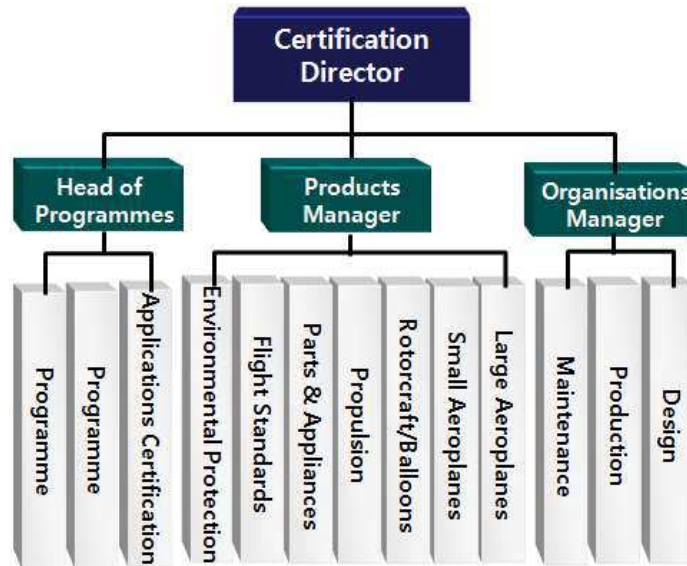 Certification
Director
Head of
Programmes
Products
Manager
Organisations
Manager
Programme
Programme
Applications Certification
Environmental Protection
Flight Standards
Parts & Appliances
Propulsion
Rotorcraft/Balloons
Small Aeroplanes
Large Aeroplanes
Maintenance
Production
Design